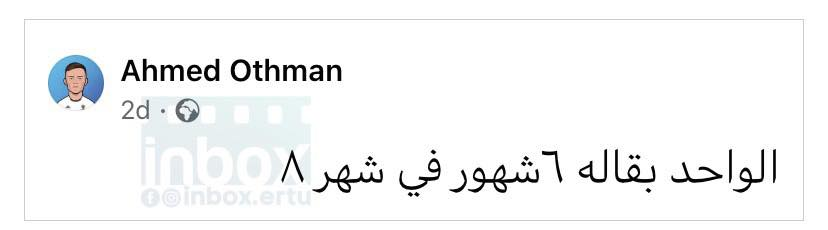 Ahmed Othman
2d ·
الواحد بقاله ٦شهور في شهر ٨
inbox
inbox.ertu